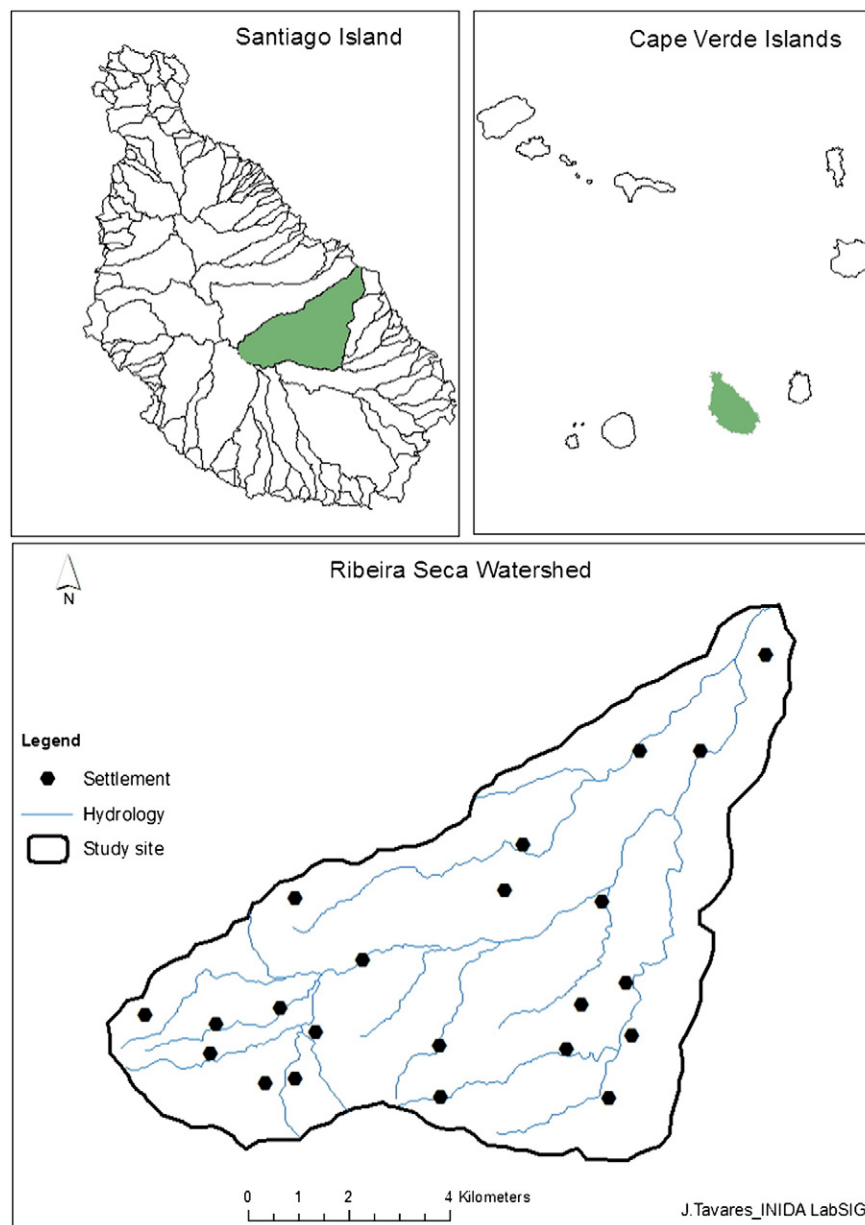 Santiago Island
Cape Verde Islands
Ribeira Seca Watershed
N
Legend
Settlement
Hydrology
Study site
0 1 2 4 Kilometers
J.Tavares_INIDA LabSIG